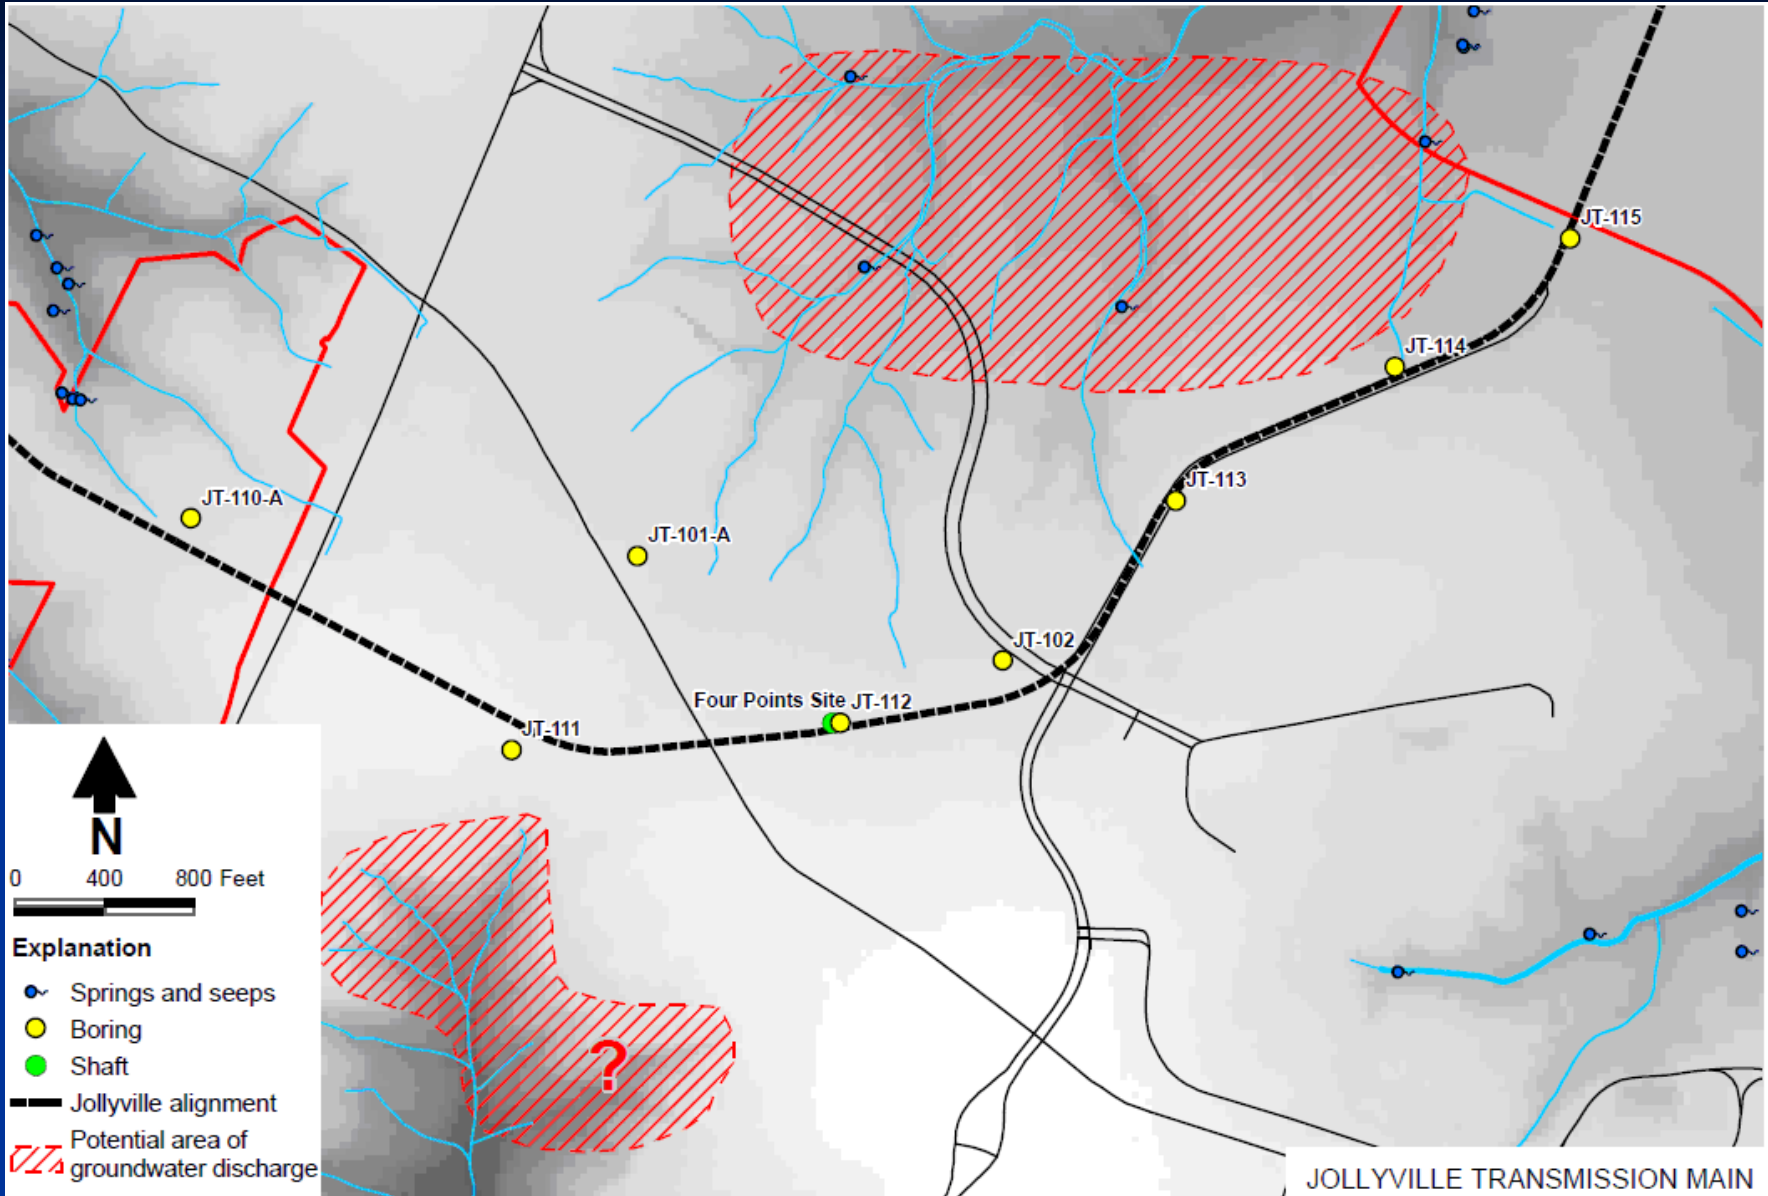 JT-115
JT-114
JT-113
JT-110-A
JT-101-A
JT-102
Four Points Site JT-112
JT-111
N
0 400 800 Feet
Explanation
Springs and seeps
Boring
Shaft
Jollyville alignment
Potential area of
groundwater discharge
?
JOLLYVILLE TRANSMISSION MAIN